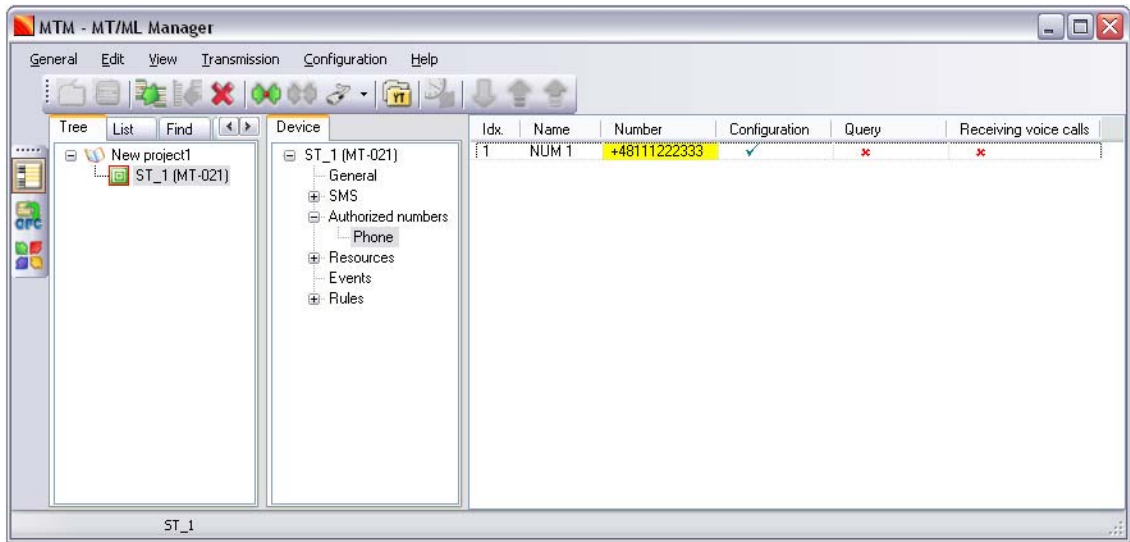 MTM - MT/ML Manager
General Edit View Transmission Configuration Help
YT
Tree List Find
Device
Idx. Name Number Configuration Query Receiving voice calls
New project1
ST_1 (MT-021)
ST_1 (MT-021)
General
SMS
Authorized numbers
Phone
Resources
Events
Rules
1 NUM 1 +48111222333
ST_1